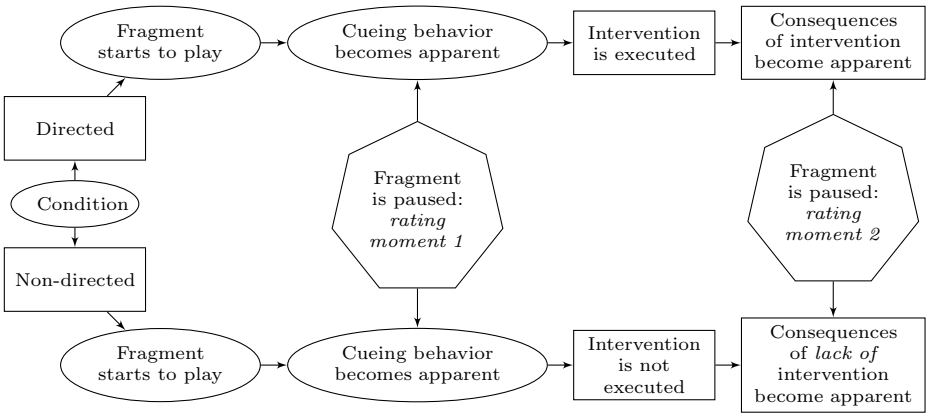 Fragment
starts to play
Cueing behavior
becomes apparent
Intervention
is executed
Consequences
of intervention
become apparent
Directed
Condition
Non-directed
Fragment
is paused:
rating
moment 1
Fragment
is paused:
rating
moment 2
Fragment
starts to play
Cueing behavior
becomes apparent
Intervention
is not
executed
Consequences
of lack of
intervention
become apparent